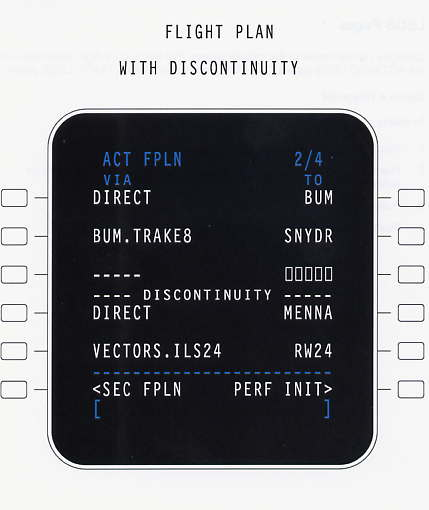 FLIGHT PLAN
WITH DISCONTINUITY
ACT FPLN 2/4
VIA TO
DIRECT BUM
BUM.TRAKE8 SNYDR
----- ▯▯▯▯▯
---- DISCONTINUITY -----
DIRECT MENNA
VECTORS.ILS24 RW24
------------------------
<SEC FPLN PERF INIT>
[ ]